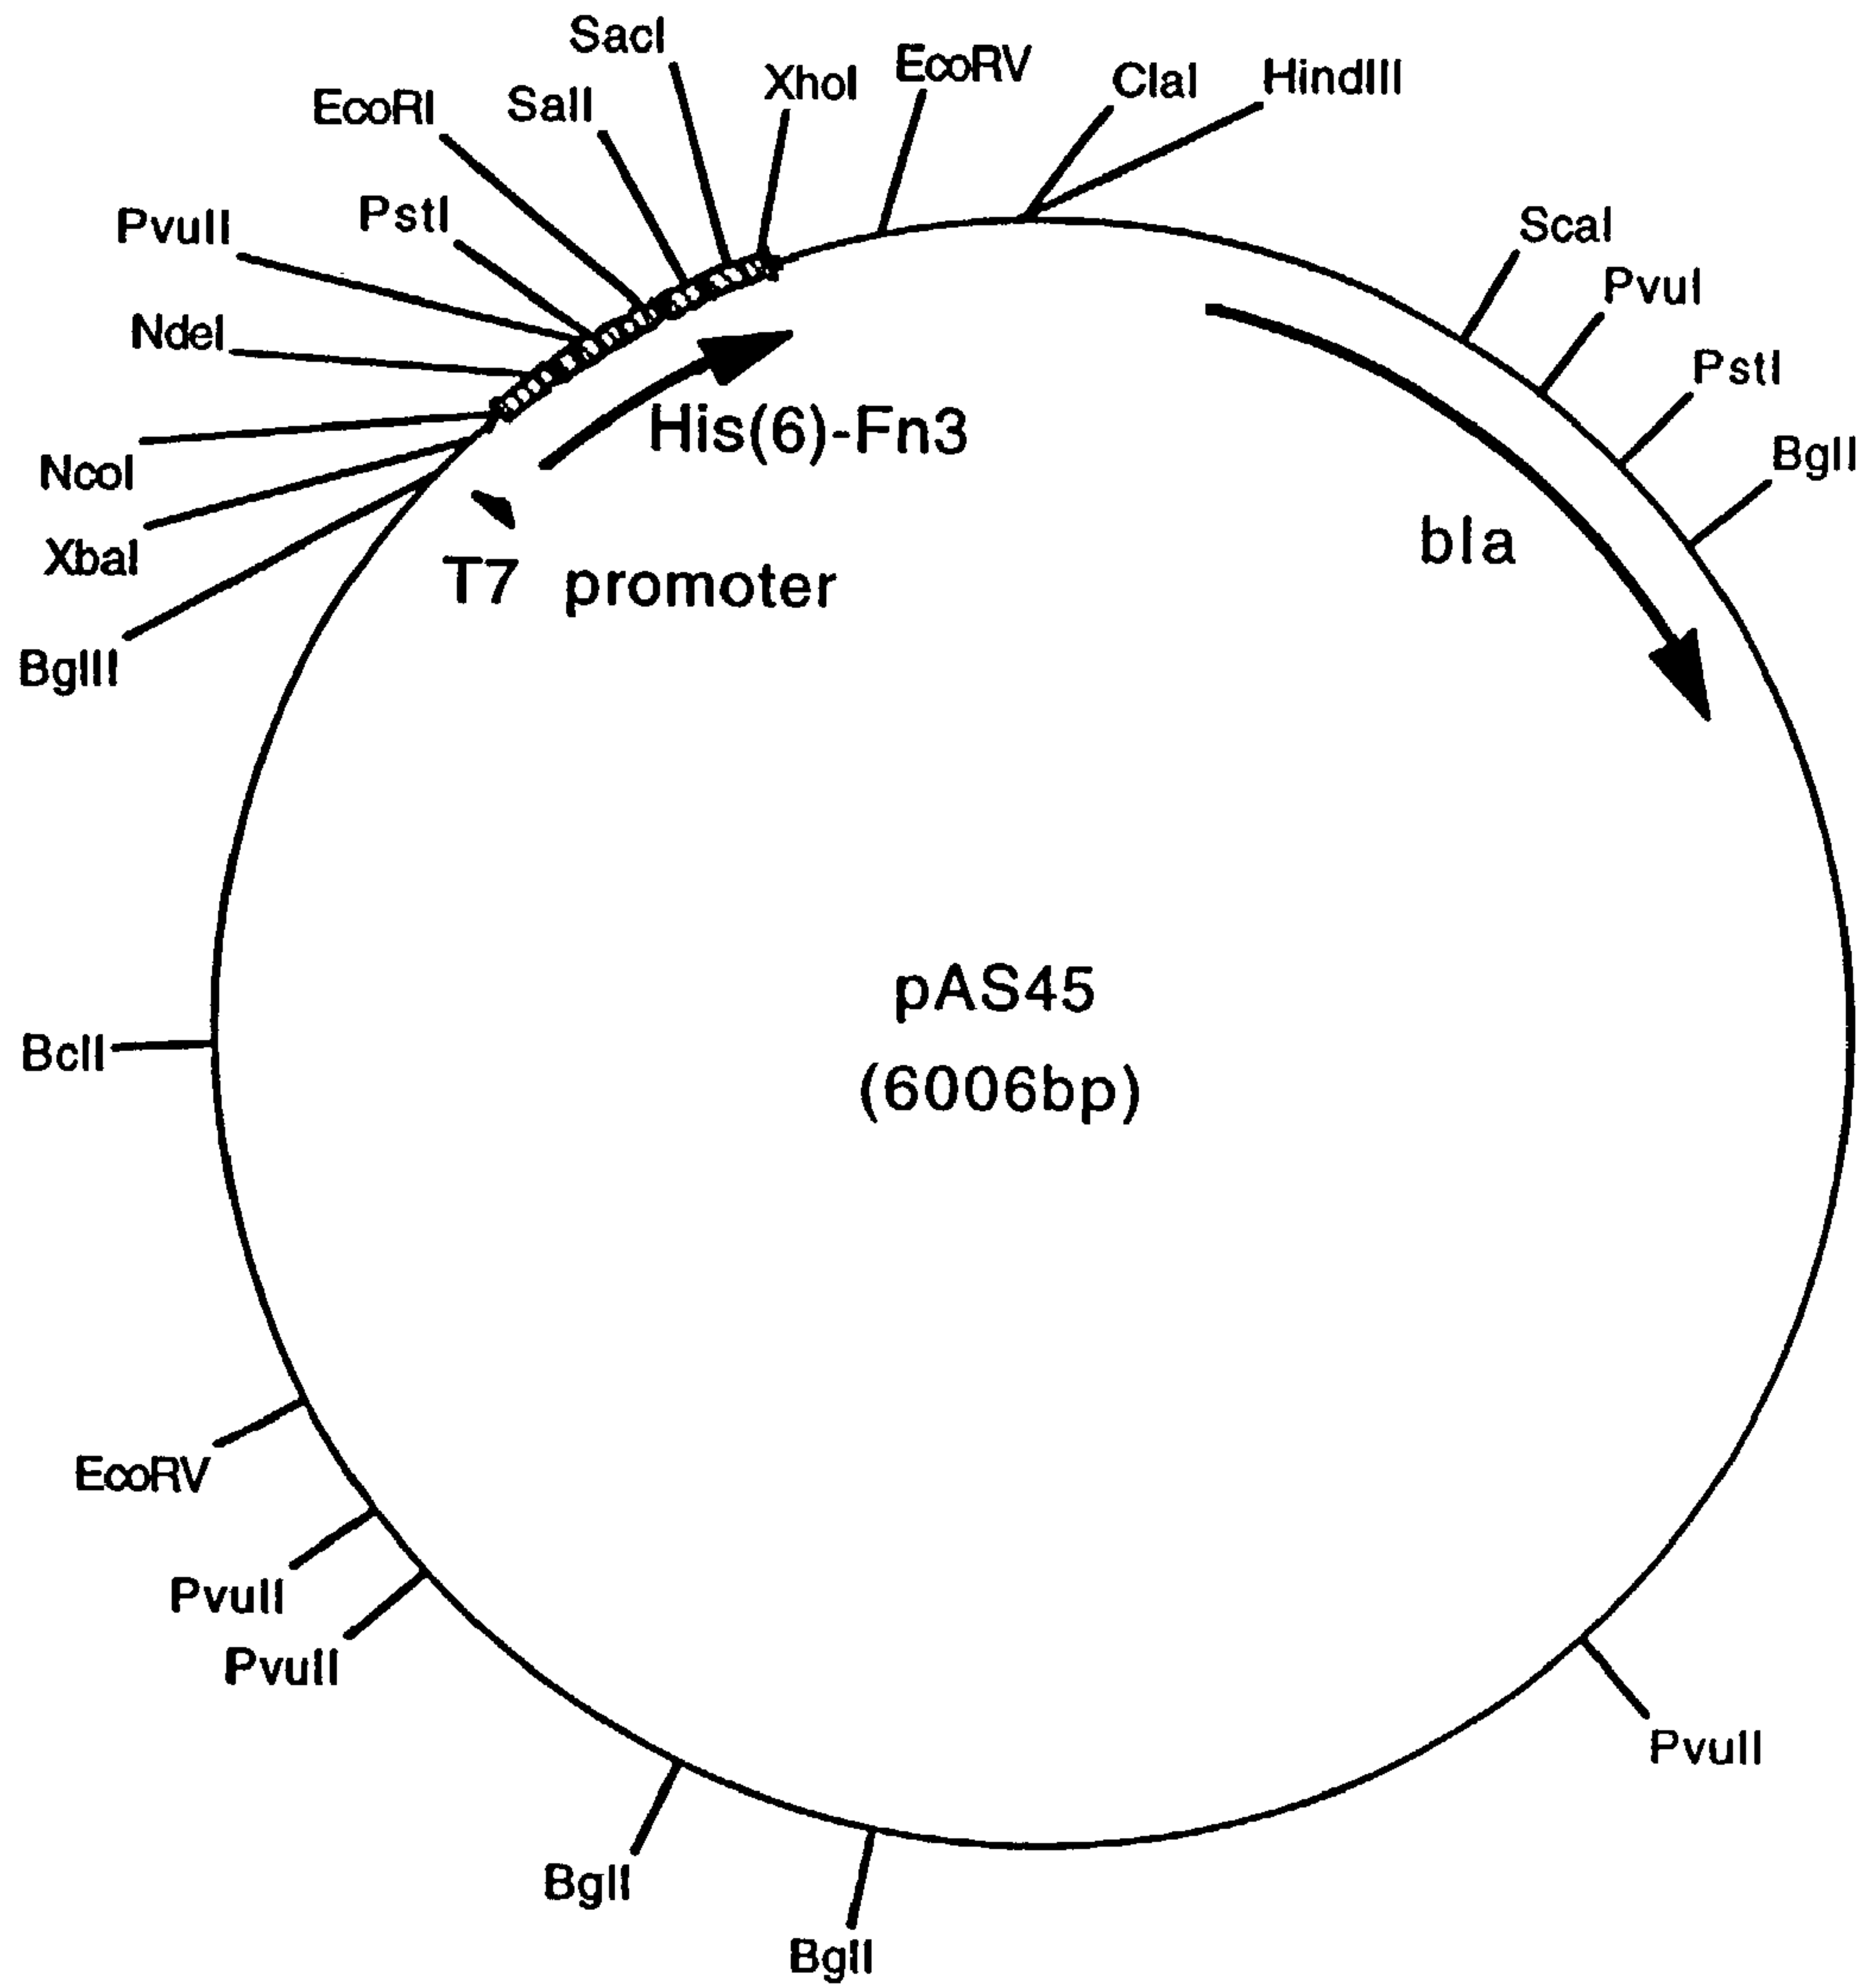 SacI
XhoI
EcoRV
ClaI
HindIII
EcoRI
SalI
PvuII
PstI
ScaI
PvuI
NdeI
PstI
His(6)-Fn3
BglI
NcoI
bla
XbaI
T7 promoter
BglII
pAS45
BclI
(6006bp)
EcoRV
PvuII
PvuII
PvuII
BglI
BglI